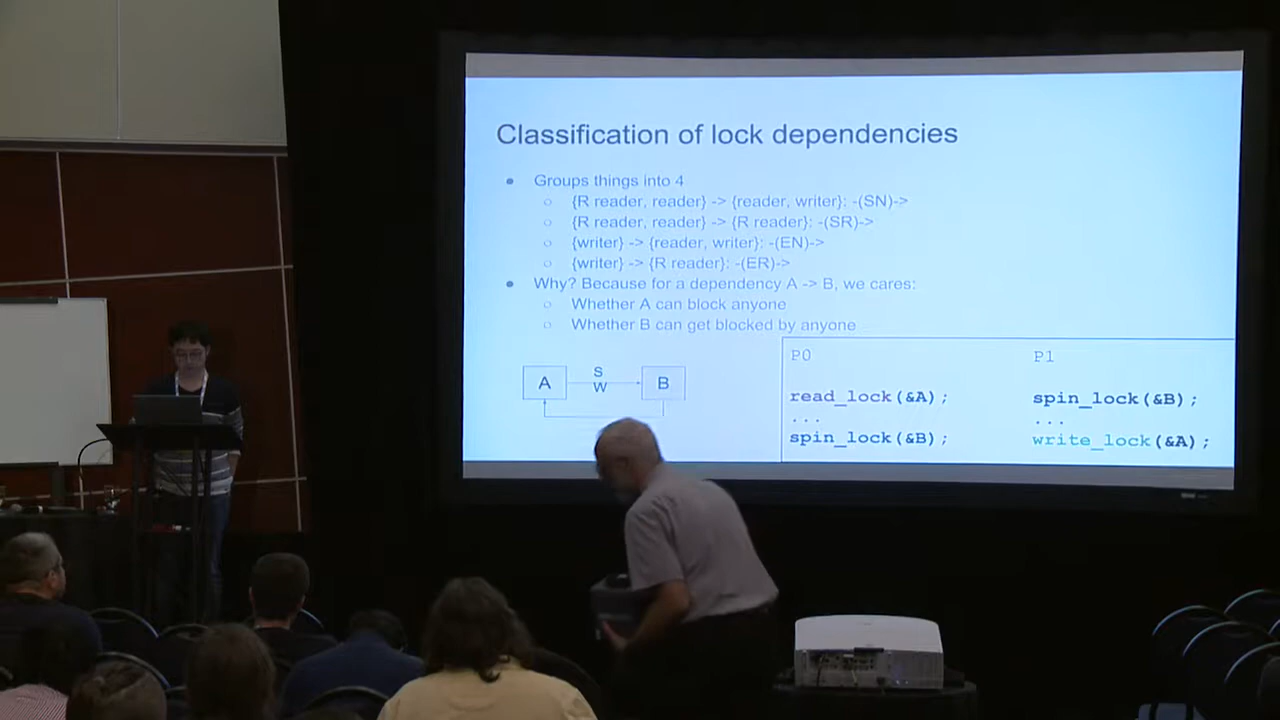 Classification of lock dependencies
● Groups things into 4
○ {R reader, reader} -> {reader, writer}: -(SN)->
○ {R reader, reader} -> {R reader}: -(SR)->
○ {writer} -> {reader, writer}: -(EN)->
○ {writer} -> {R reader}: -(ER)->
● Why? Because for a dependency A -> B, we cares:
○ Whether A can block anyone
○ Whether B can get blocked by anyone
A
S
W
B
P0 P1
read_lock(&A); spin_lock(&B);
... ...
spin_lock(&B); write_lock(&A);